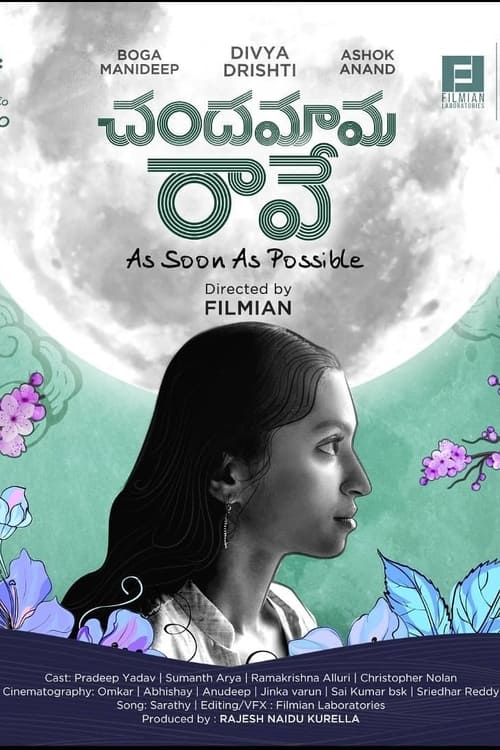 BOGA MANIDEEP
DIVYA DRISHTI
ASHOK ANAND
FILMIAN
LABORATORIES
చందమామ
రావే
As Soon As Possible
Directed by
FILMIAN
Cast: Pradeep Yadav | Sumanth Arya | Ramakrishna Alluri | Christopher Nolan
Cinematography: Omkar | Abhishay | Anudeep | Jinka varun | Sai Kumar bsk | Sriedhar Reddy
Song: Sarathy | Editing/VFX : Filmian Laboratories
Produced by : RAJESH NAIDU KURELLA